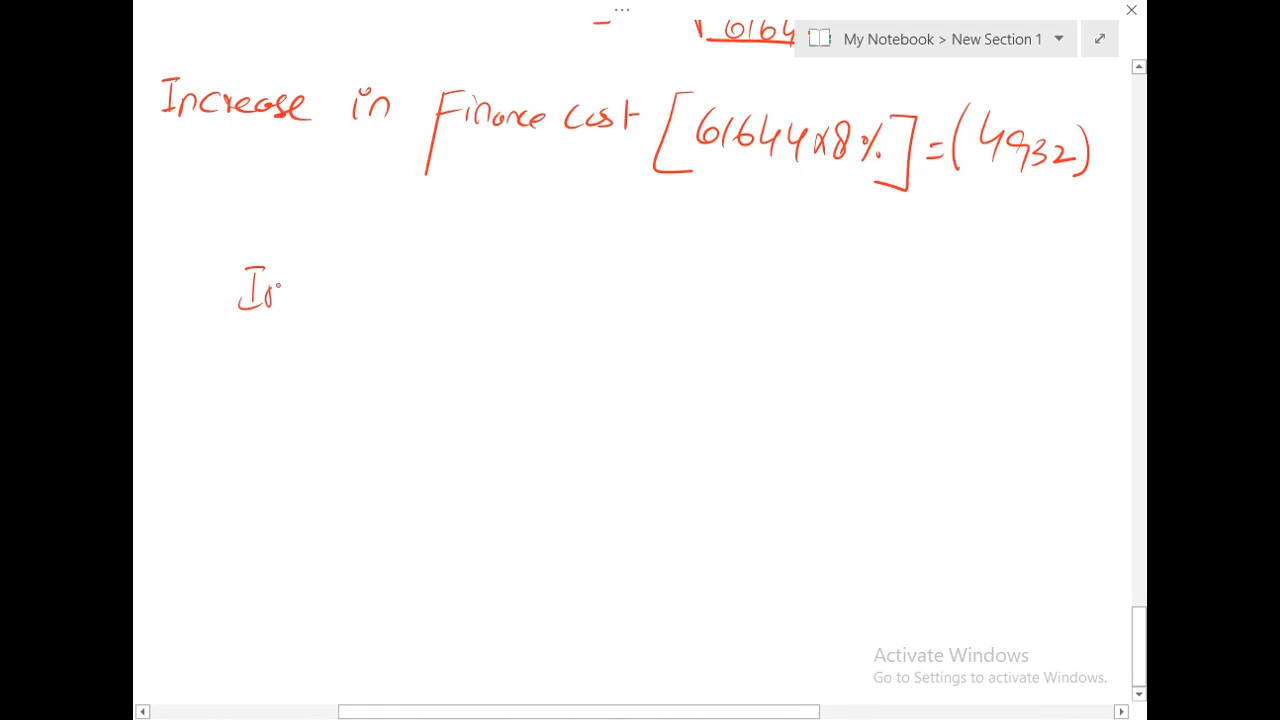 6164
My Notebook > New Section 1
Increase in Finance cost [61644x8%] = (4932)
Activate Windows
Go to Settings to activate Windows.